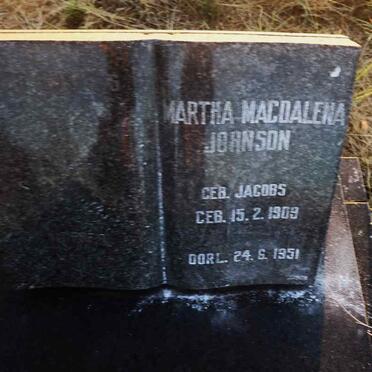 MARTHA MAGDALENA
JOHNSON
GEB. JACOBS
GEB. 15. 2. 1909
OORL. 24. 6. 1951